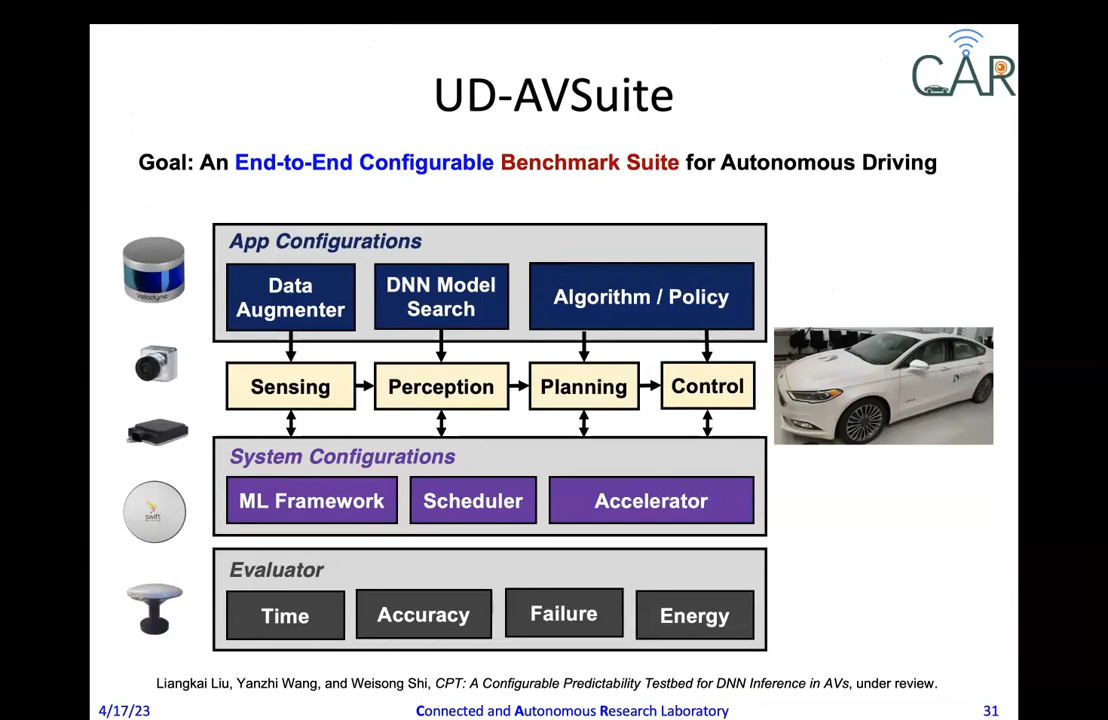 CAR
UD-AVSuite
Goal: An End-to-End Configurable Benchmark Suite for Autonomous Driving
App Configurations
Data
Augmenter
DNN Model
Search
Algorithm / Policy
Velodyne
Sensing
Perception
Planning
Control
System Configurations
ML Framework
Scheduler
Accelerator
swift
Evaluator
Time
Accuracy
Failure
Energy
Liangkai Liu, Yanzhi Wang, and Weisong Shi, CPT: A Configurable Predictability Testbed for DNN Inference in AVs, under review.
4/17/23
Connected and Autonomous Research Laboratory
31